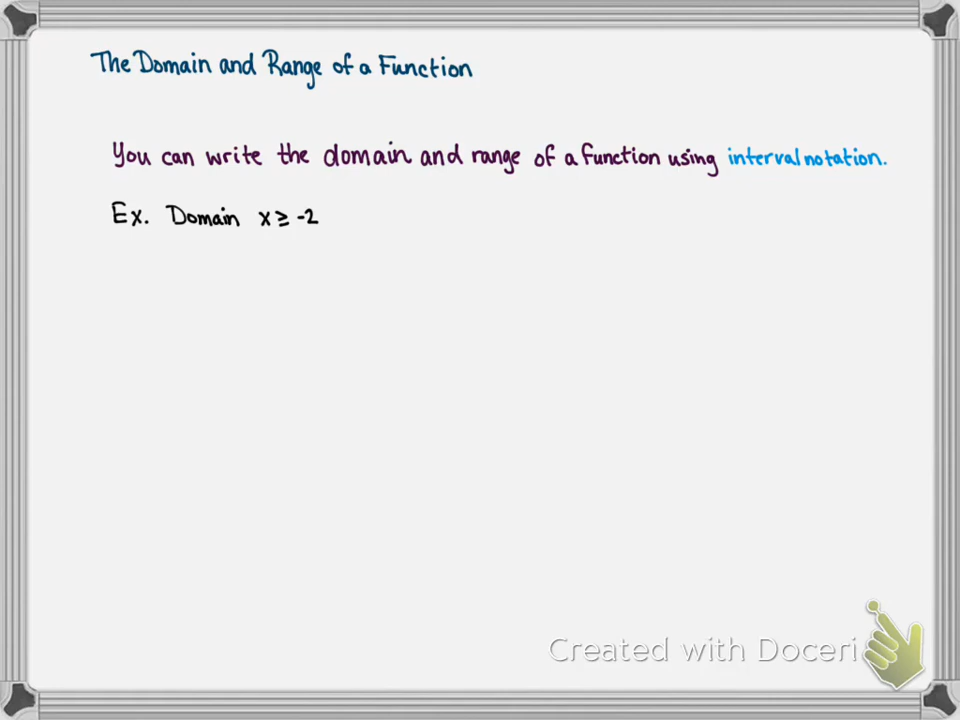 The Domain and Range of a Function
You can write the domain and range of a function using interval notation.
Ex. Domain x ≥ -2
Created with Doceri